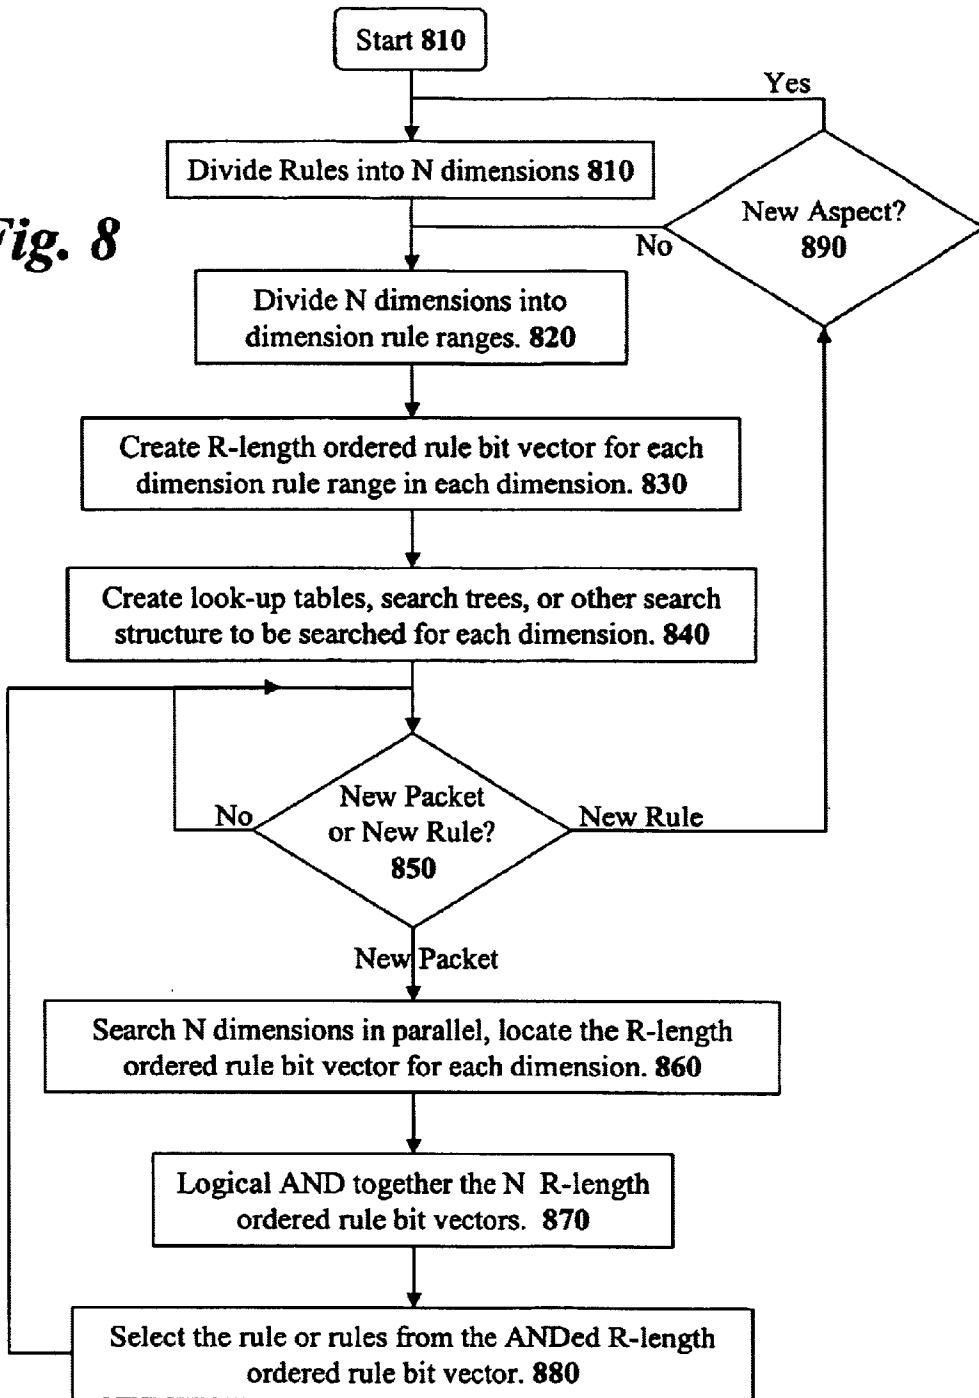 Start 810
Yes
Divide Rules into N dimensions 810
New Aspect?
890
No
Fig. 8
Divide N dimensions into
dimension rule ranges. 820
Create R-length ordered rule bit vector for each
dimension rule range in each dimension. 830
Create look-up tables, search trees, or other search
structure to be searched for each dimension. 840
No
New Packet
or New Rule?
850
New Rule
New Packet
Search N dimensions in parallel, locate the R-length
ordered rule bit vector for each dimension. 860
Logical AND together the N R-length
ordered rule bit vectors. 870
Select the rule or rules from the ANDed R-length
ordered rule bit vector. 880